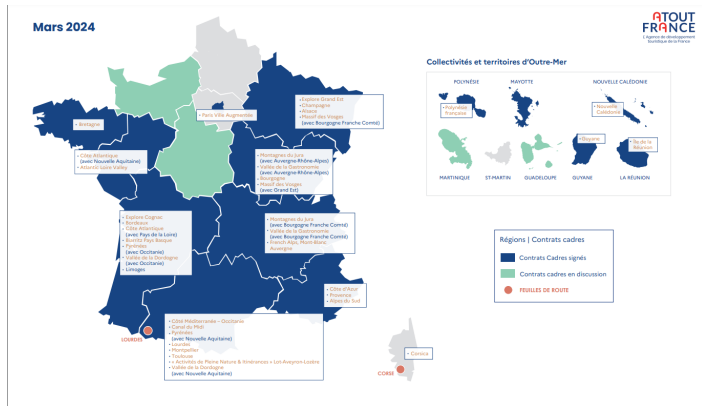 Mars 2024
ATOUT
FRANCE
L'Agence de développement
touristique de la France
Collectivités et territoires d'Outre-Mer
POLYNÉSIE
MAYOTTE
NOUVELLE CALÉDONIE
• Polynésie
française
• Nouvelle
Calédonie
• Guyane
• Ile de la
Réunion
MARTINIQUE
ST-MARTIN
GUADELOUPE
GUYANE
LA RÉUNION
• Explore Grand Est
• Champagne
• Alsace
• Massif des Vosges
(avec Bourgogne Franche Comté)
• Paris Ville Augmentée
• Bretagne
• Côte Atlantique
(avec Nouvelle Aquitaine)
• Atlantic Loire Valley
• Montagnes du Jura
(avec Auvergne-Rhône-Alpes)
• Vallée de la Gastronomie
(avec Auvergne-Rhône-Alpes)
• Bourgogne
• Massif des Vosges
(avec Grand Est)
• Explore Cognac
• Bordeaux
• Côte Atlantique
(avec Pays de la Loire)
• Biarritz Pays Basque
• Pyrénées
(avec Occitanie)
• Vallée de la Dordogne
(avec Occitanie)
• Limoges
• Montagnes du Jura
(avec Bourgogne Franche Comté)
• Vallée de la Gastronomie
(avec Bourgogne Franche Comté)
• French Alps, Mont-Blanc
Auvergne
Régions | Contrats cadres
Contrats Cadres signés
Contrats cadres en discussion
FEUILLES DE ROUTE
• Côte d'Azur
• Provence
• Alpes du Sud
LOURDES
• Côté Méditerranée - Occitanie
• Canal du Midi
• Pyrénées
(avec Nouvelle Aquitaine)
• Lourdes
• Montpellier
• Toulouse
• « Activités de Pleine Nature & Itinérances » Lot-Aveyron-Lozère
• Vallée de la Dordogne
(avec Nouvelle Aquitaine)
• Corsica
CORSE